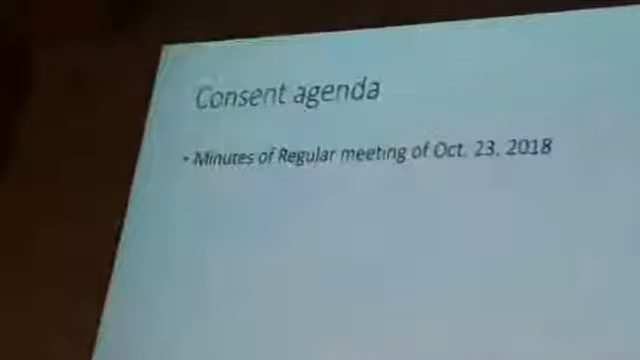 Consent agenda
• Minutes of Regular meeting of Oct. 23, 2018